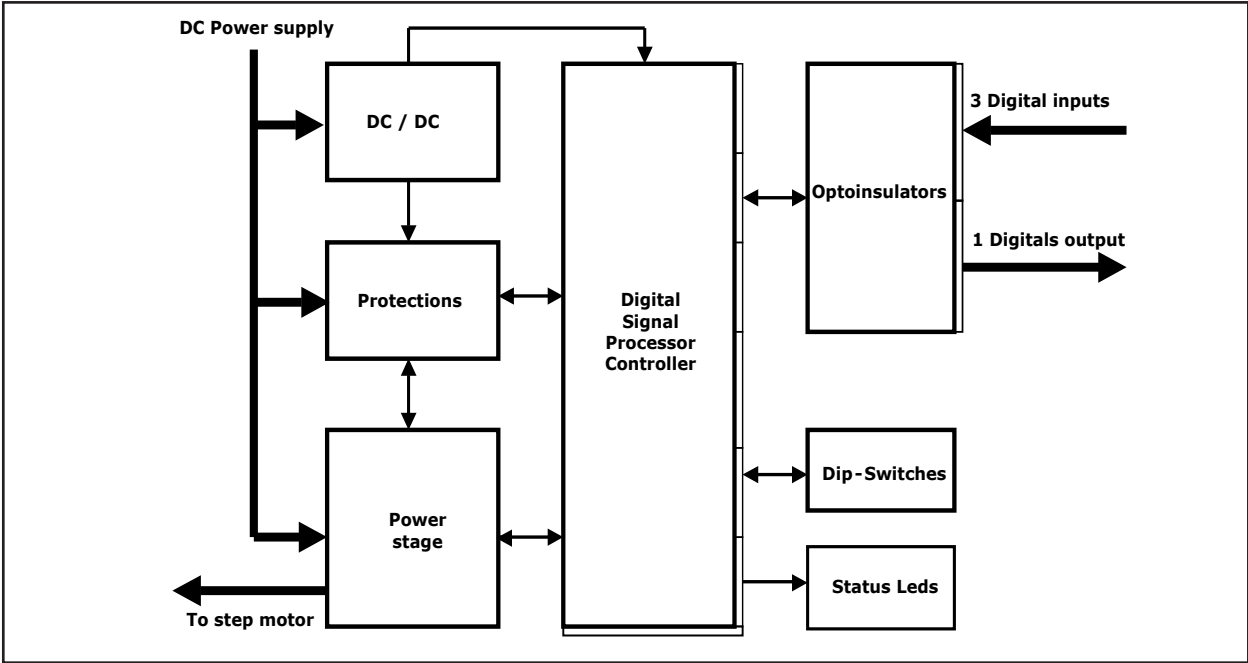 DC Power supply
DC / DC
3 Digital inputs
Optoinsulators
1 Digitals output
Protections
Digital
Signal
Processor
Controller
Dip-Switches
Power
stage
Status Leds
To step motor